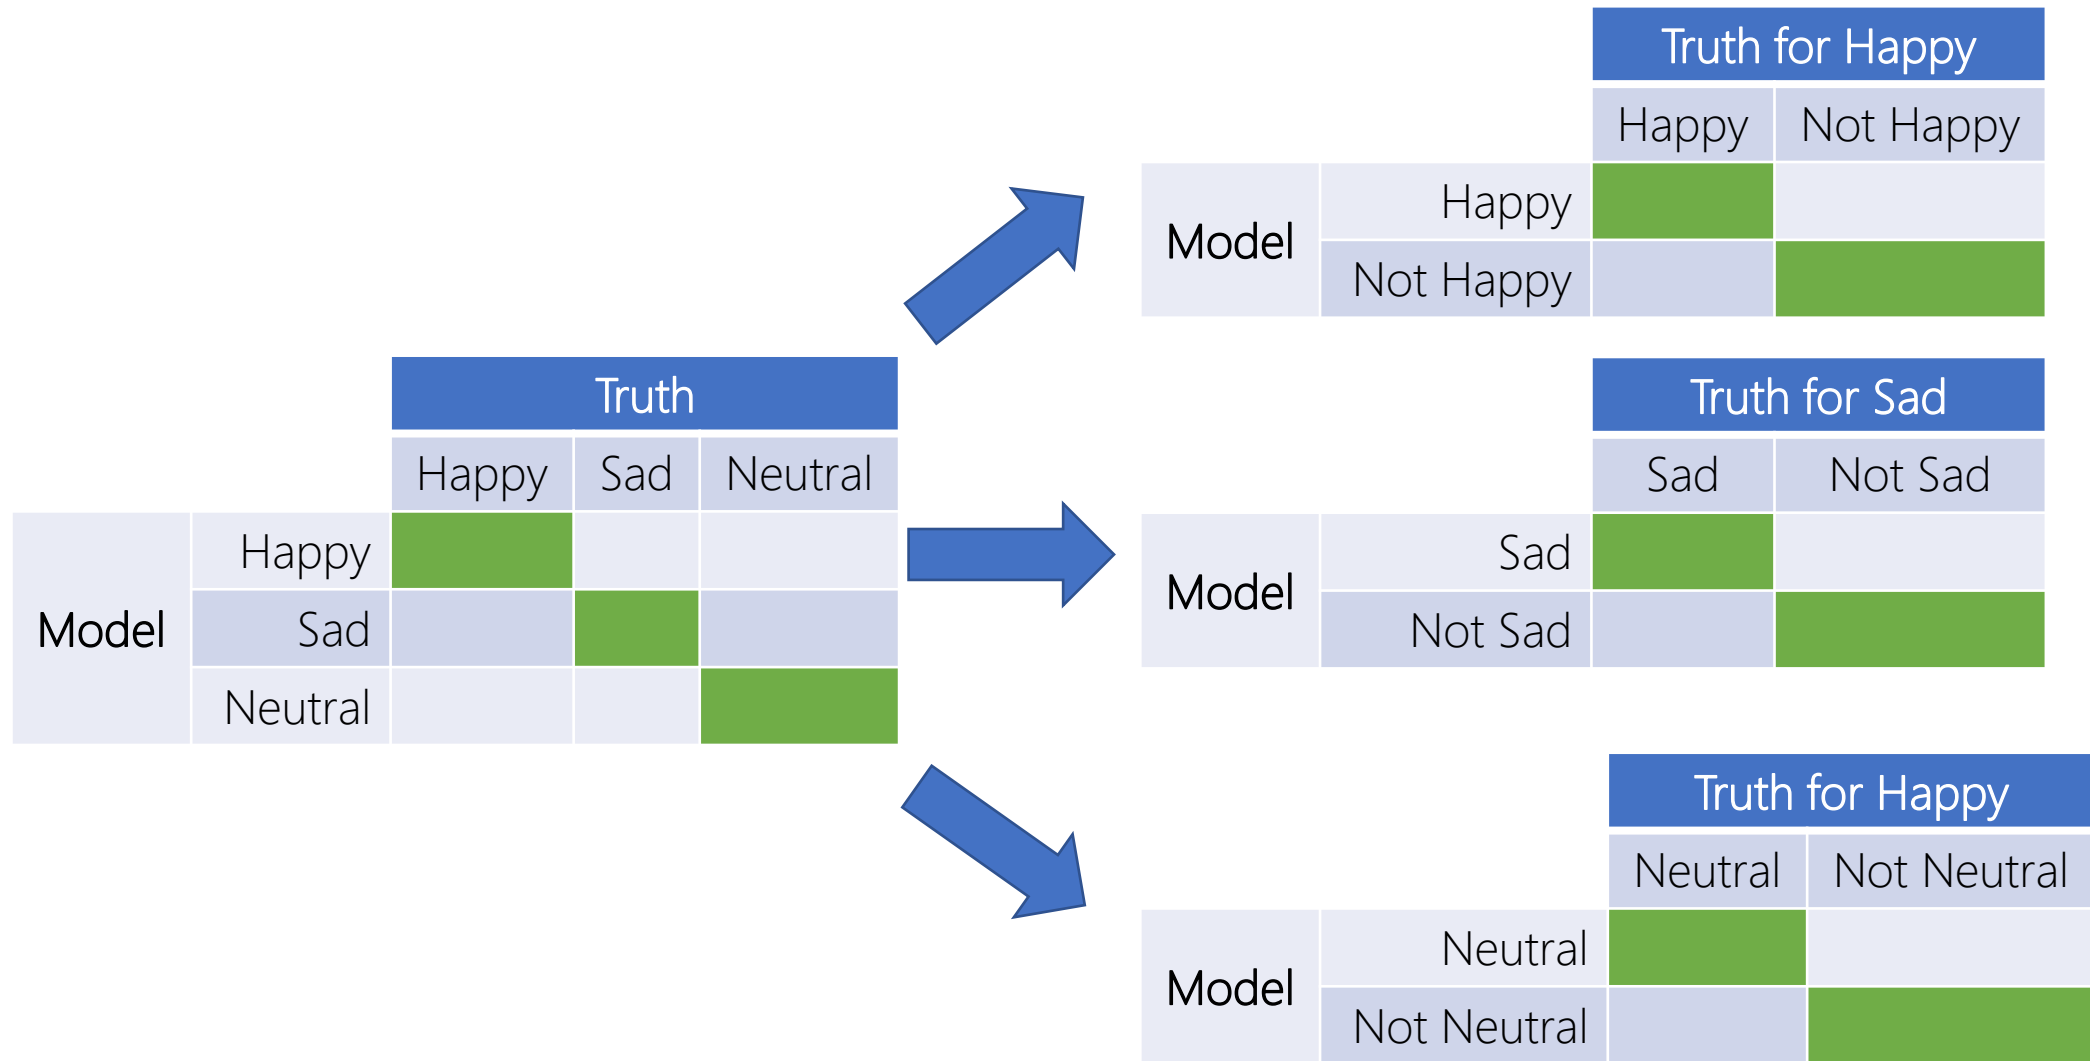 Truth
Happy Sad Neutral
Model
Happy
Sad
Neutral
Truth for Happy
Happy Not Happy
Model
Happy
Not Happy
Truth for Sad
Sad Not Sad
Model
Sad
Not Sad
Truth for Happy
Neutral Not Neutral
Model
Neutral
Not Neutral